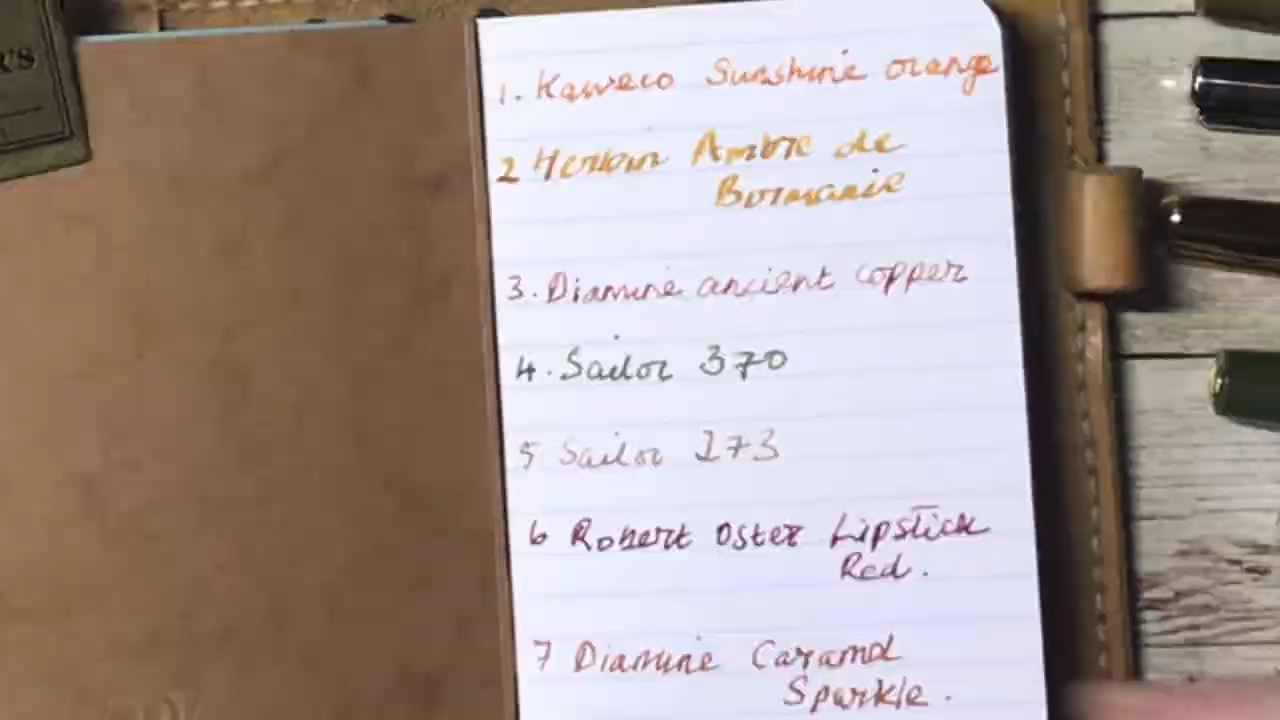 R'S
1. Kaweco Sunshine orange
2 Herbin Ambre de
Birmanie
3. Diamine ancient copper
4. Sailor 370
5 Sailor 173
6 Robert Oster Lipstick
Red.
7 Diamine Caramel
Sparkle.